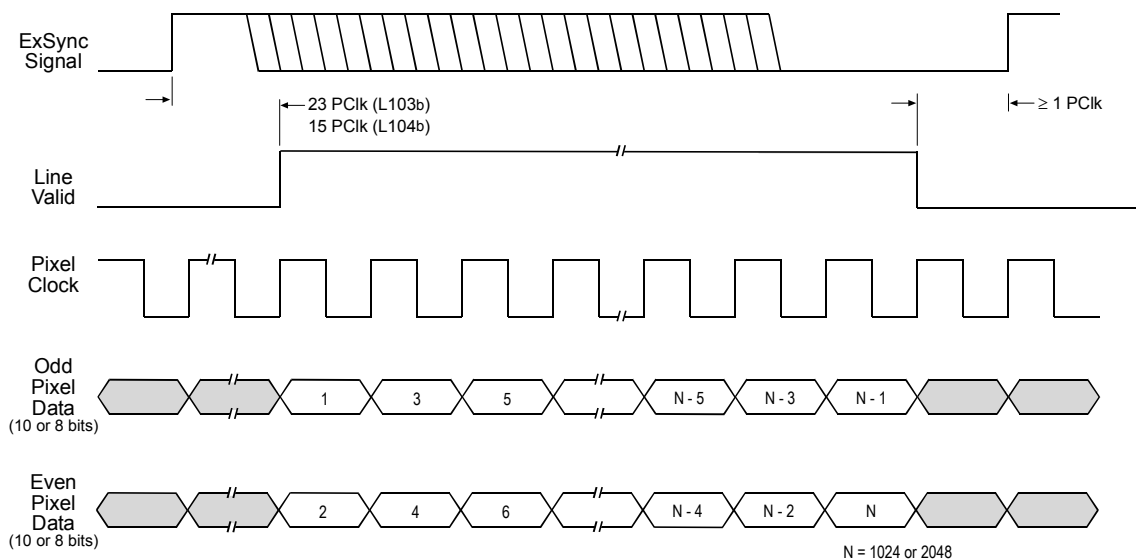 ExSync
Signal
23 PClk (L103b)
15 PClk (L104b)
≥ 1 PClk
Line
Valid
Pixel
Clock
Odd
Pixel
Data
(10 or 8 bits)
1 3 5 N - 5 N - 3 N - 1
Even
Pixel
Data
(10 or 8 bits)
2 4 6 N - 4 N - 2 N
N = 1024 or 2048